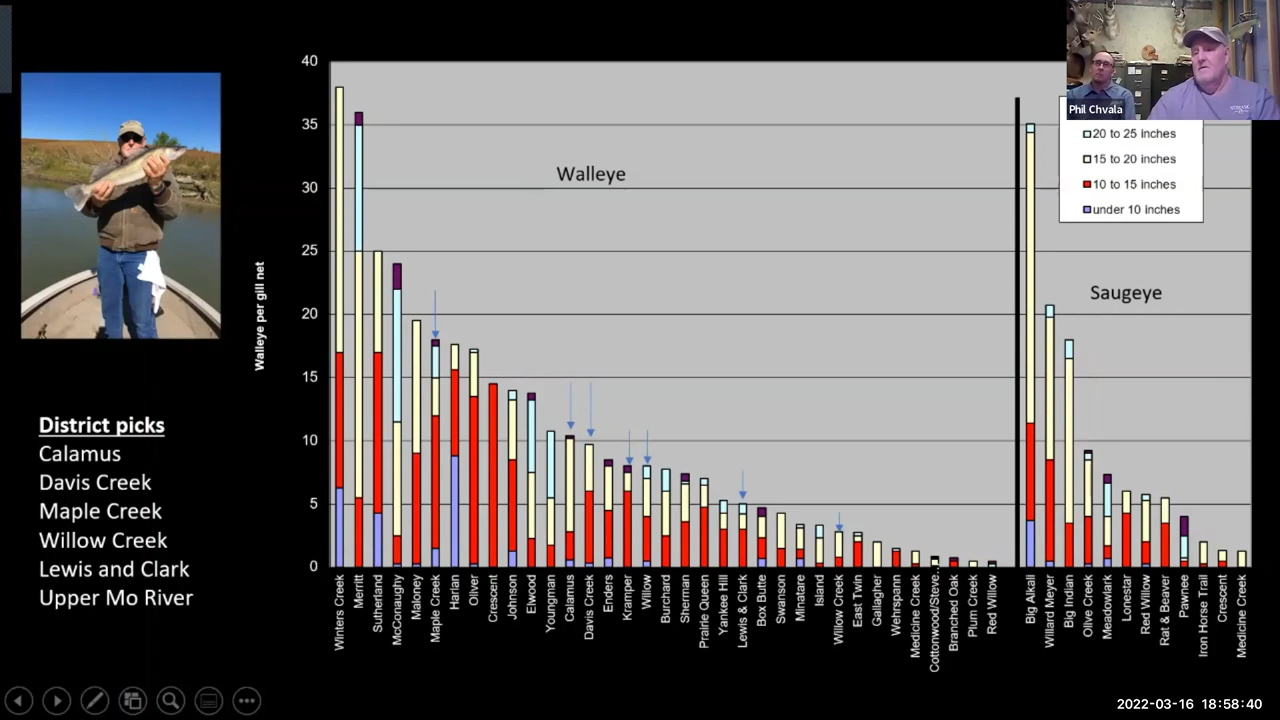 40
35
30
25
20
15
10
5
0
Walleye per gill net
Walleye
Saugeye
Phil Chvala
20 to 25 inches
15 to 20 inches
10 to 15 inches
under 10 inches
District picks
Calamus
Davis Creek
Maple Creek
Willow Creek
Lewis and Clark
Upper Mo River
Winters Creek
Merritt
Sutherland
McConaughy
Maloney
Maple Creek
Harlan
Oliver
Crescent
Johnson
Elwood
Youngman
Calamus
Davis Creek
Enders
Kramper
Willow
Burchard
Sherman
Prairie Queen
Yankee Hill
Lewis & Clark
Box Butte
Swanson
Minatare
Island
Willow Creek
East Twin
Gallagher
Wehrspann
Medicine Creek
Cottonwood/Steve...
Branched Oak
Plum Creek
Red Willow
Big Alkali
Willard Meyer
Big Indian
Olive Creek
Meadowlark
Lonestar
Red Willow
Rat & Beaver
Pawnee
Iron Horse Trail
Crescent
Medicine Creek
2022-03-16 18:58:40